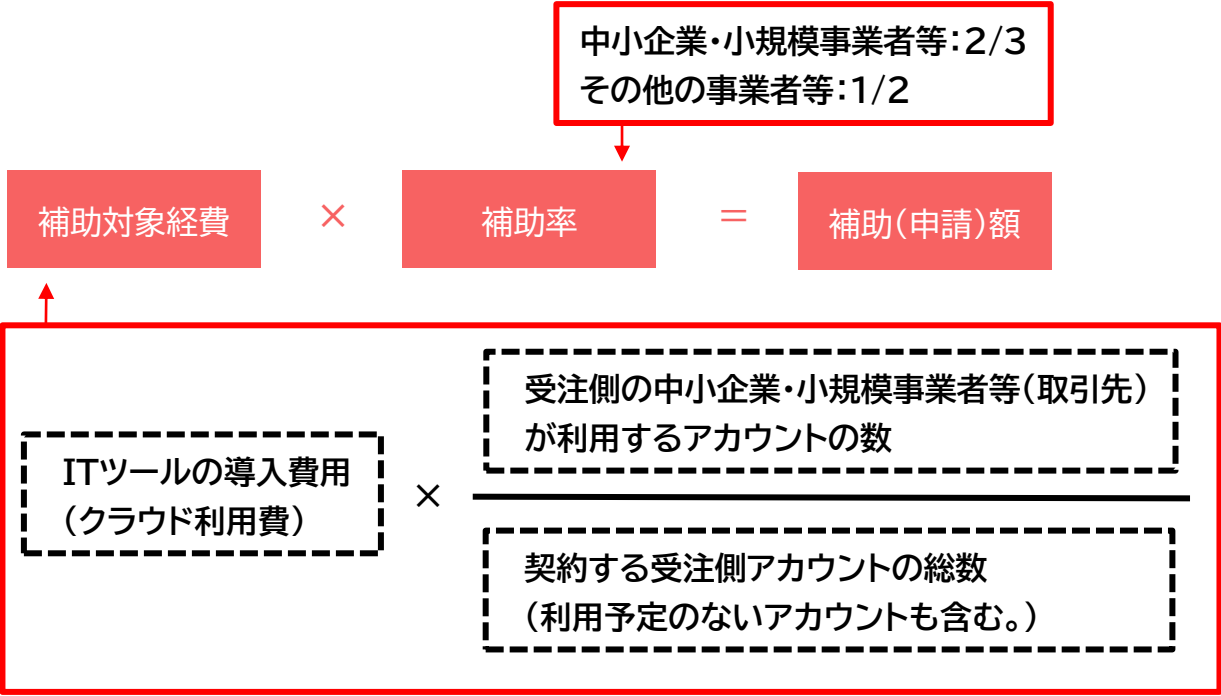 中小企業・小規模事業者等：2/3
その他の事業者等：1/2
補助対象経費 × 補助率 ＝ 補助（申請）額
受注側の中小企業・小規模事業者等（取引先）
が利用するアカウントの数
ITツールの導入費用
（クラウド利用費）
×
契約する受注側アカウントの総数
（利用予定のないアカウントも含む。）